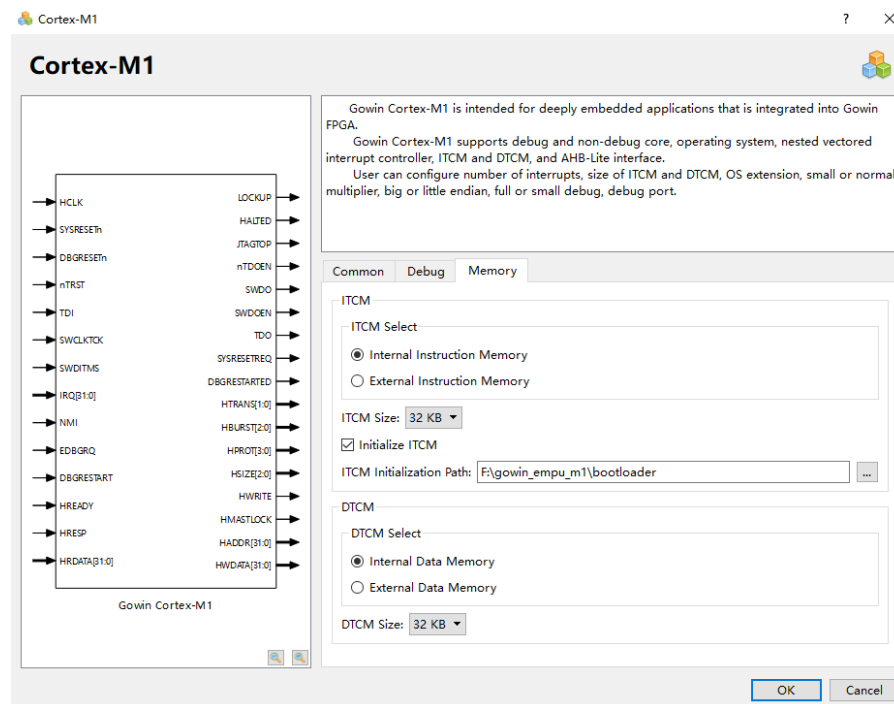 Cortex-M1
? ×
Cortex-M1
HCLK
SYSRESETn
DBGRESETn
nTRST
TDI
SWCLKTCK
SWDITMS
IRQ[31:0]
NMI
EDBGRQ
DBGRESTART
HREADY
HRESP
HRDATA[31:0]
LOCKUP
HALTED
JTAGTOP
nTDOEN
SWDO
SWDOEN
TDO
SYSRESETREQ
DBGRESTARTED
HTRANS[1:0]
HBURST[2:0]
HPROT[3:0]
HSIZE[2:0]
HWRITE
HMASTLOCK
HADDR[31:0]
HWDATA[31:0]
Gowin Cortex-M1
Gowin Cortex-M1 is intended for deeply embedded applications that is integrated into Gowin
FPGA.
Gowin Cortex-M1 supports debug and non-debug core, operating system, nested vectored
interrupt controller, ITCM and DTCM, and AHB-Lite interface.
User can configure number of interrupts, size of ITCM and DTCM, OS extension, small or normal
multiplier, big or little endian, full or small debug, debug port.
Common Debug Memory
ITCM
ITCM Select
Internal Instruction Memory
External Instruction Memory
ITCM Size: 32 KB
Initialize ITCM
ITCM Initialization Path: F:\gowin_empu_m1\bootloader ...
DTCM
DTCM Select
Internal Data Memory
External Data Memory
DTCM Size: 32 KB
OK Cancel